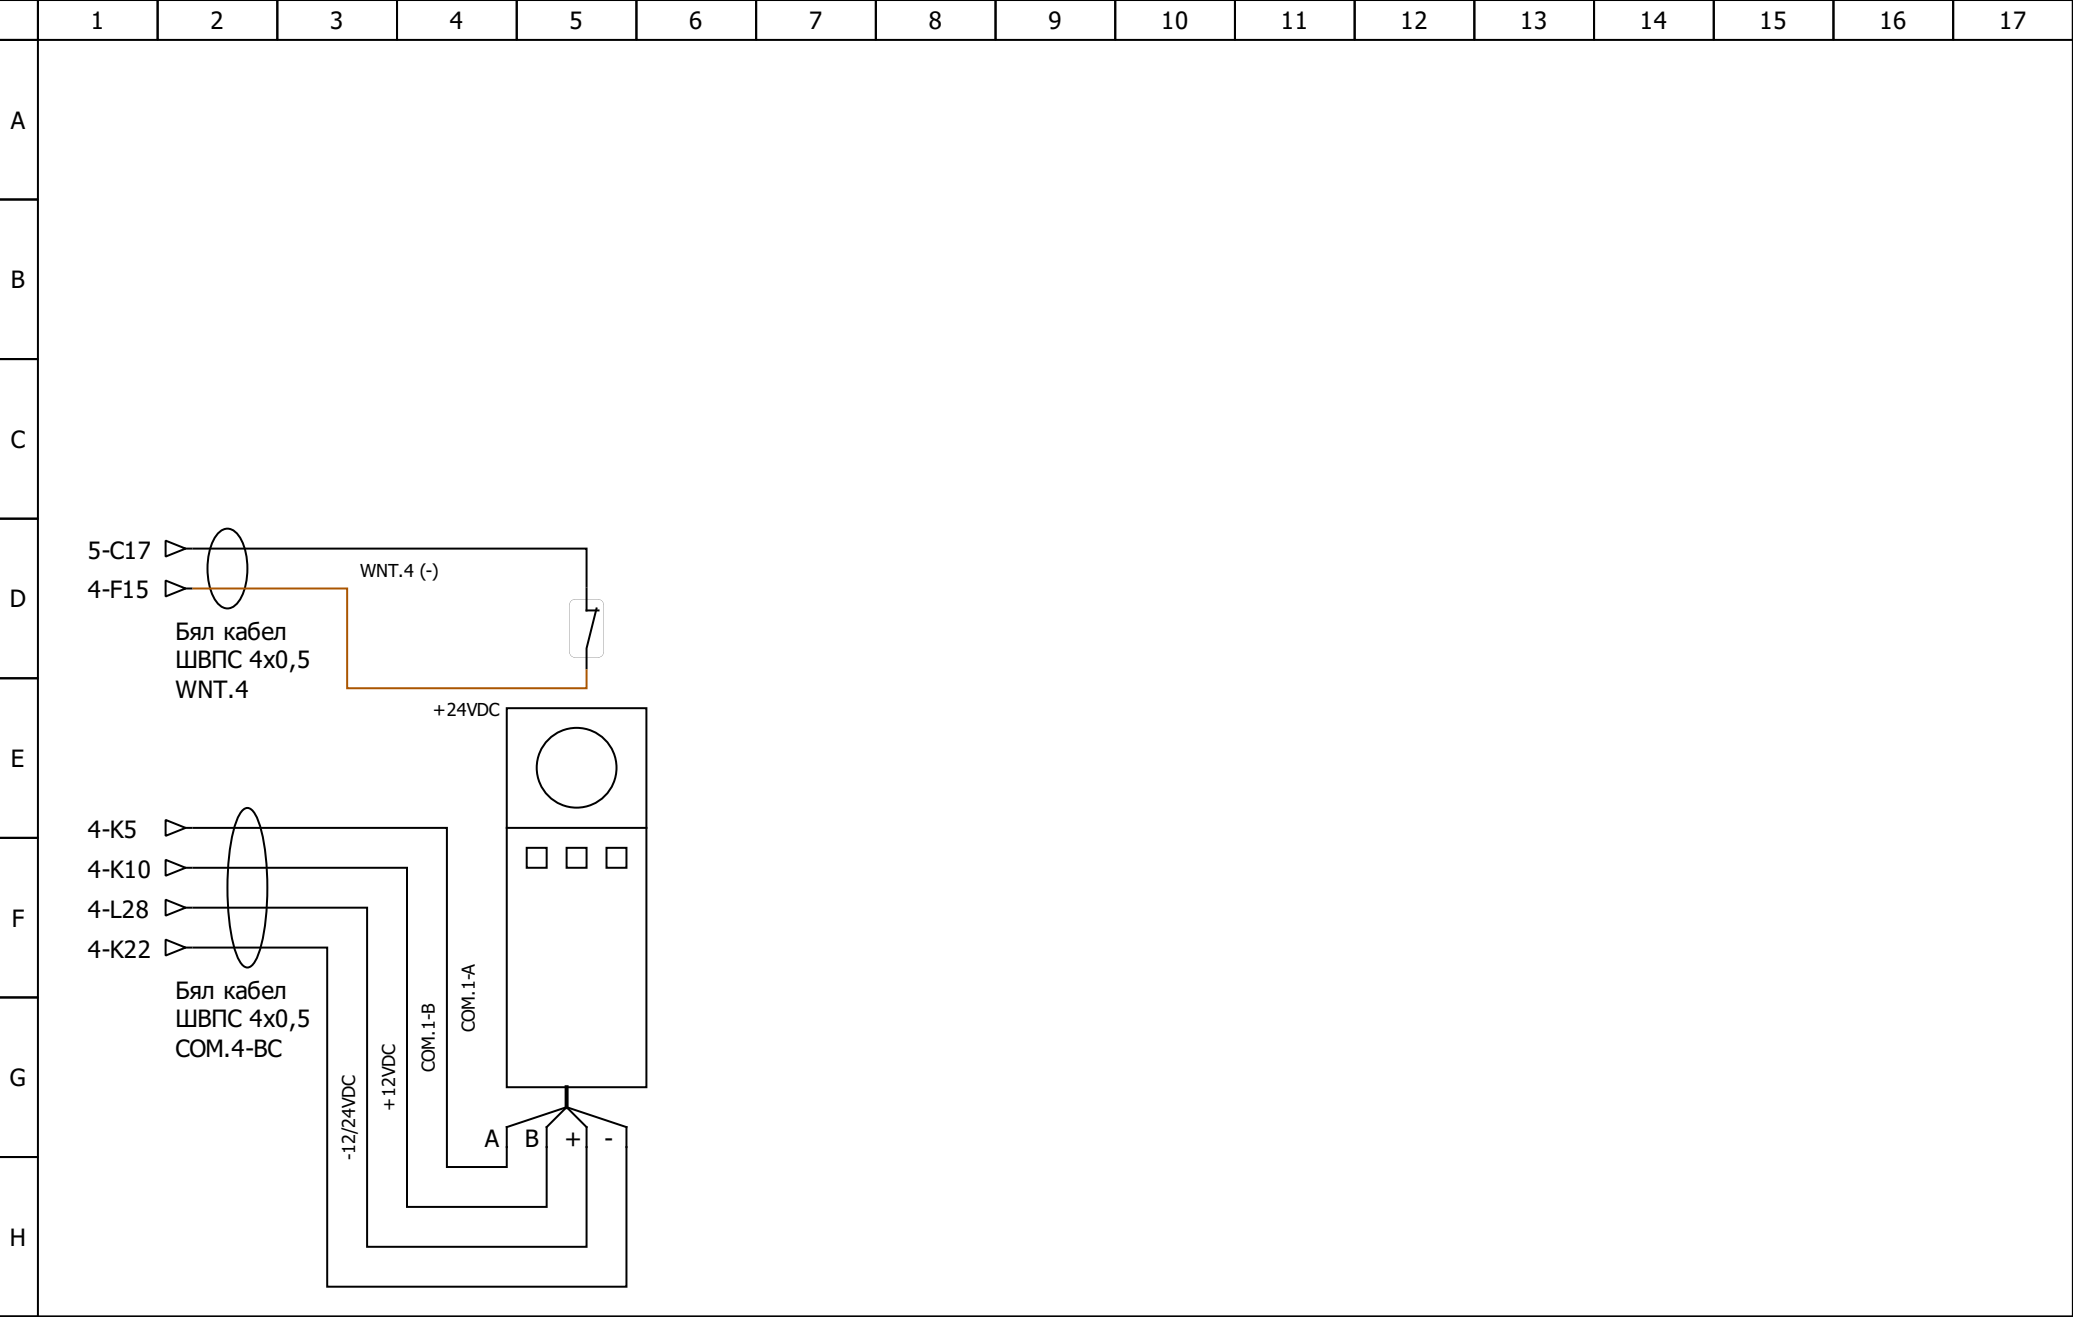 1 2 3 4 5 6 7 8 9 10 11 12 13 14 15 16 17
A
B
C
D
E
F
G
H
5-C17
4-F15
WNT.4 (-)
Бял кабел
ШВПС 4x0,5
WNT.4
+24VDC
4-K5
4-K10
4-L28
4-K22
Бял кабел
ШВПС 4x0,5
COM.4-BC
-12/24VDC
+12VDC
COM.1-B
COM.1-A
A B + -